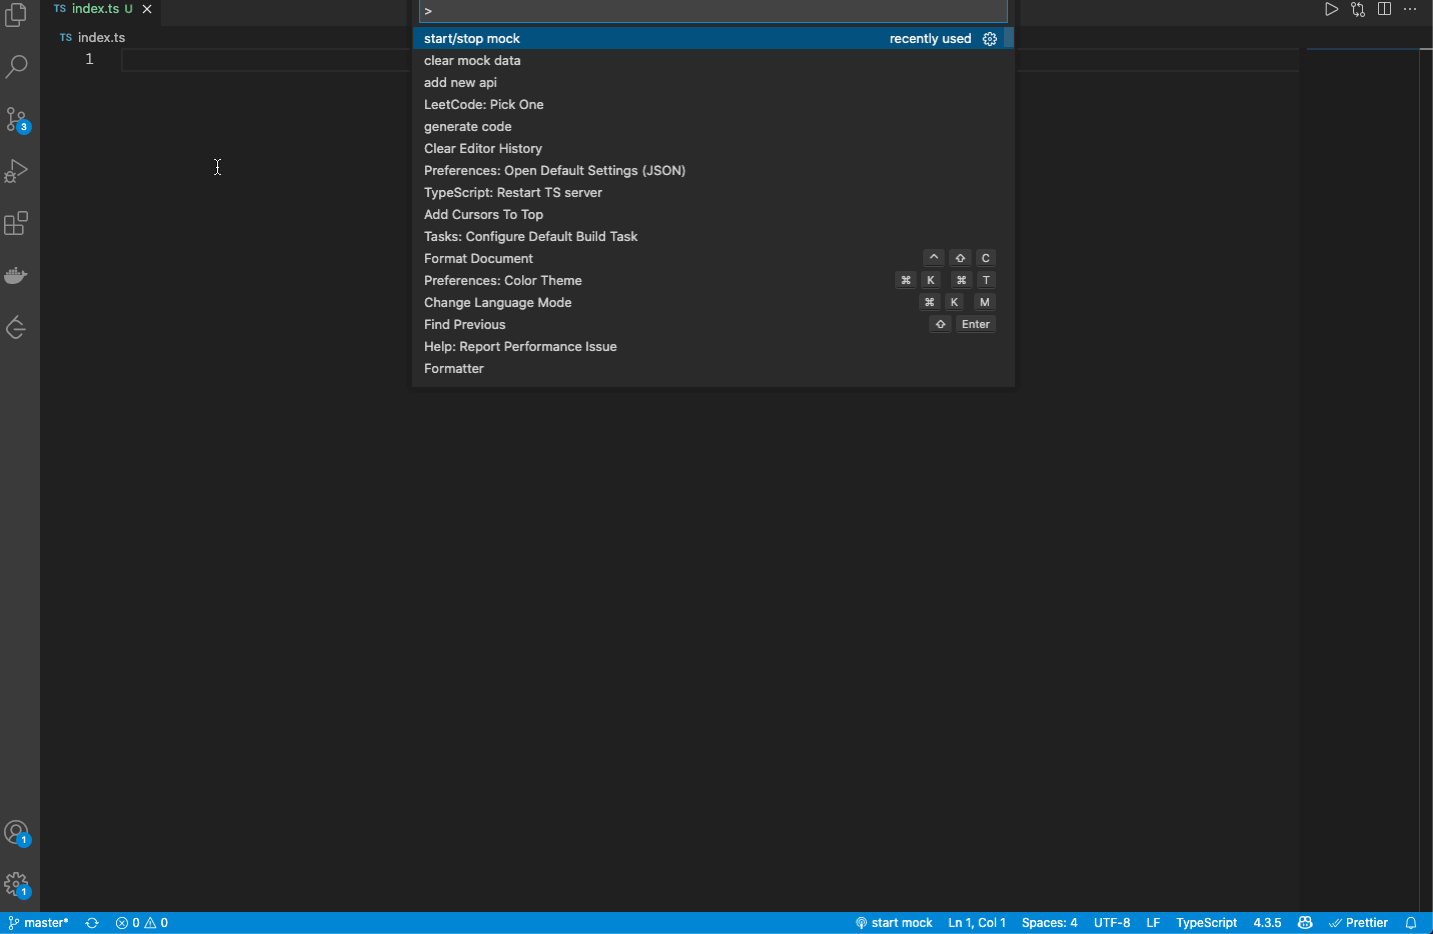 TS index.ts U
TS index.ts
1
>
start/stop mock recently used
clear mock data
add new api
LeetCode: Pick One
generate code
Clear Editor History
Preferences: Open Default Settings (JSON)
TypeScript: Restart TS server
Add Cursors To Top
Tasks: Configure Default Build Task
Format Document ^ ⇧ C
Preferences: Color Theme ⌘ K ⌘ T
Change Language Mode ⌘ K M
Find Previous ⇧ Enter
Help: Report Performance Issue
Formatter
3
1
1
master* 0 0 start mock Ln 1, Col 1 Spaces: 4 UTF-8 LF TypeScript 4.3.5 Prettier